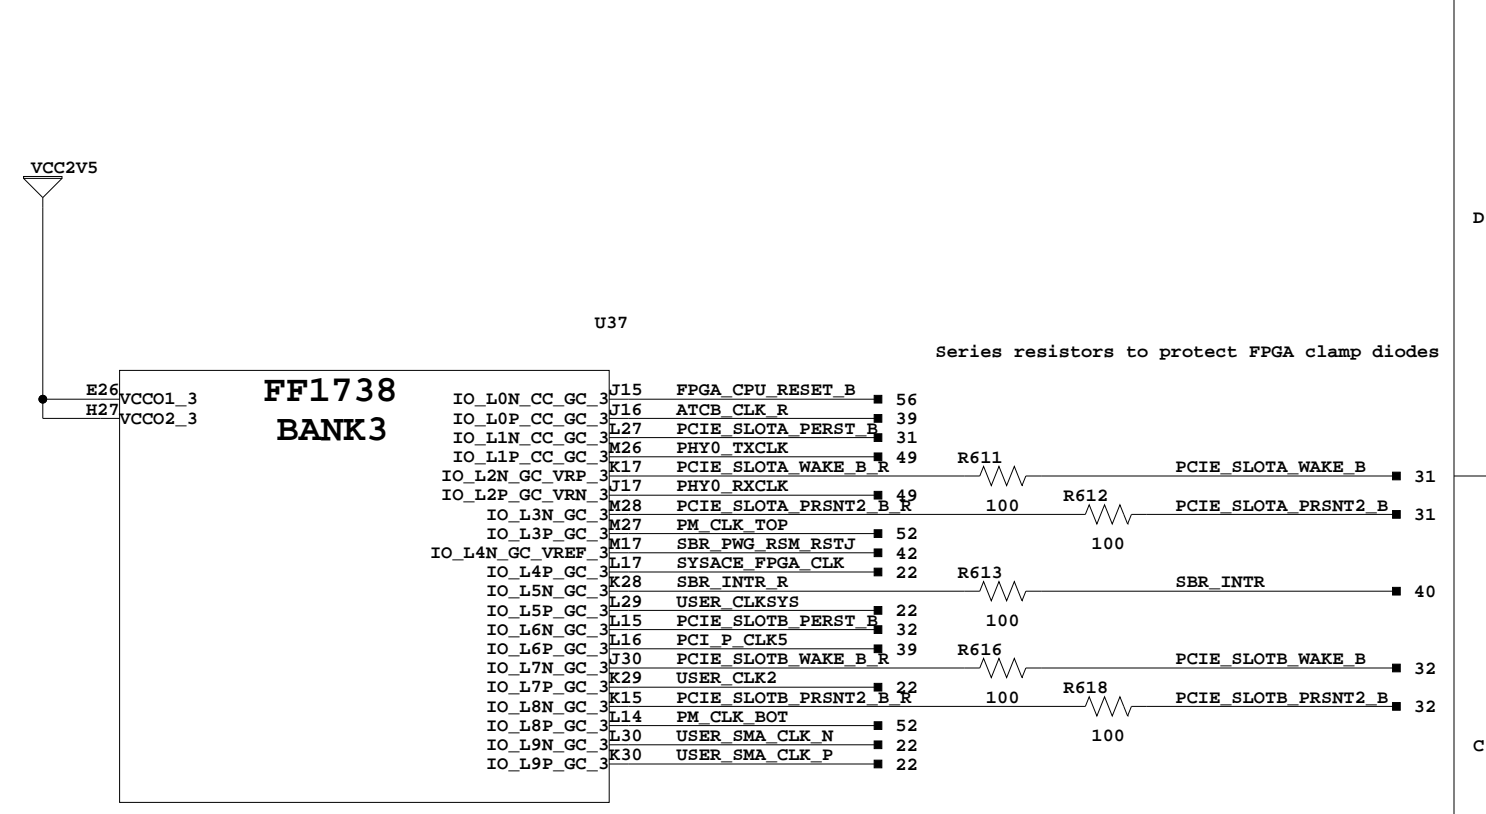 VCC2V5
D
U37
Series resistors to protect FPGA clamp diodes
FF1738
BANK3
E26 VCCO1_3
H27 VCCO2_3
IO_L0N_CC_GC_3 J15 FPGA_CPU_RESET_B 56
IO_L0P_CC_GC_3 J16 ATCB_CLK_R 39
IO_L1N_CC_GC_3 L27 PCIE_SLOTA_PERST_B 31
IO_L1P_CC_GC_3 M26 PHY0_TXCLK 49
IO_L2N_GC_VRP_3 K17 PCIE_SLOTA_WAKE_B_R R611 100 PCIE_SLOTA_WAKE_B 31
IO_L2P_GC_VRN_3 J17 PHY0_RXCLK 49
IO_L3N_GC_3 M28 PCIE_SLOTA_PRSNT2_B_R R612 100 PCIE_SLOTA_PRSNT2_B 31
IO_L3P_GC_3 M27 PM_CLK_TOP 52
IO_L4N_GC_VREF_3 M17 SBR_PWG_RSM_RSTJ 42
IO_L4P_GC_3 L17 SYSACE_FPGA_CLK 22
IO_L5N_GC_3 K28 SBR_INTR_R R613 100 SBR_INTR 40
IO_L5P_GC_3 L29 USER_CLKSYS 22
IO_L6N_GC_3 L15 PCIE_SLOTB_PERST_B 32
IO_L6P_GC_3 L16 PCI_P_CLK5 39
IO_L7N_GC_3 J30 PCIE_SLOTB_WAKE_B_R R616 100 PCIE_SLOTB_WAKE_B 32
IO_L7P_GC_3 K29 USER_CLK2 22
IO_L8N_GC_3 K15 PCIE_SLOTB_PRSNT2_B_R R618 100 PCIE_SLOTB_PRSNT2_B 32
IO_L8P_GC_3 L14 PM_CLK_BOT 52
IO_L9N_GC_3 L30 USER_SMA_CLK_N 22
IO_L9P_GC_3 K30 USER_SMA_CLK_P 22
C